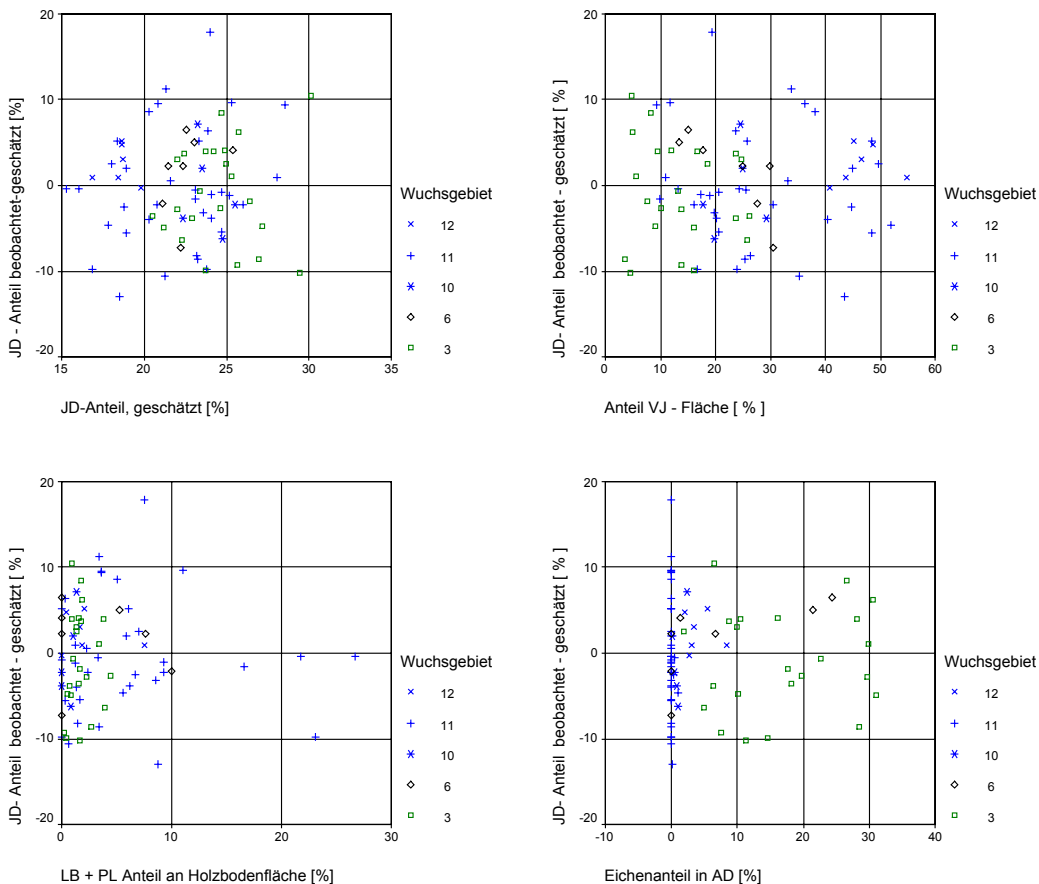 JD - Anteil beobachtet-geschätzt [%]
20
10
0
-10
-20
15 20 25 30 35
JD-Anteil, geschätzt [%]
Wuchsgebiet
12
11
10
6
3
JD- Anteil beobachtet - geschätzt [ % ]
20
10
0
-10
-20
0 10 20 30 40 50 60
Anteil VJ - Fläche [ % ]
Wuchsgebiet
12
11
10
6
3
JD- Anteil beobachtet - geschätzt [ % ]
20
10
0
-10
-20
0 10 20 30
LB + PL Anteil an Holzbodenfläche [%]
Wuchsgebiet
12
11
10
6
3
JD- Anteil beobachtet - geschätzt [ % ]
20
10
0
-10
-20
-10 0 10 20 30 40
Eichenanteil in AD [%]
Wuchsgebiet
12
11
10
6
3